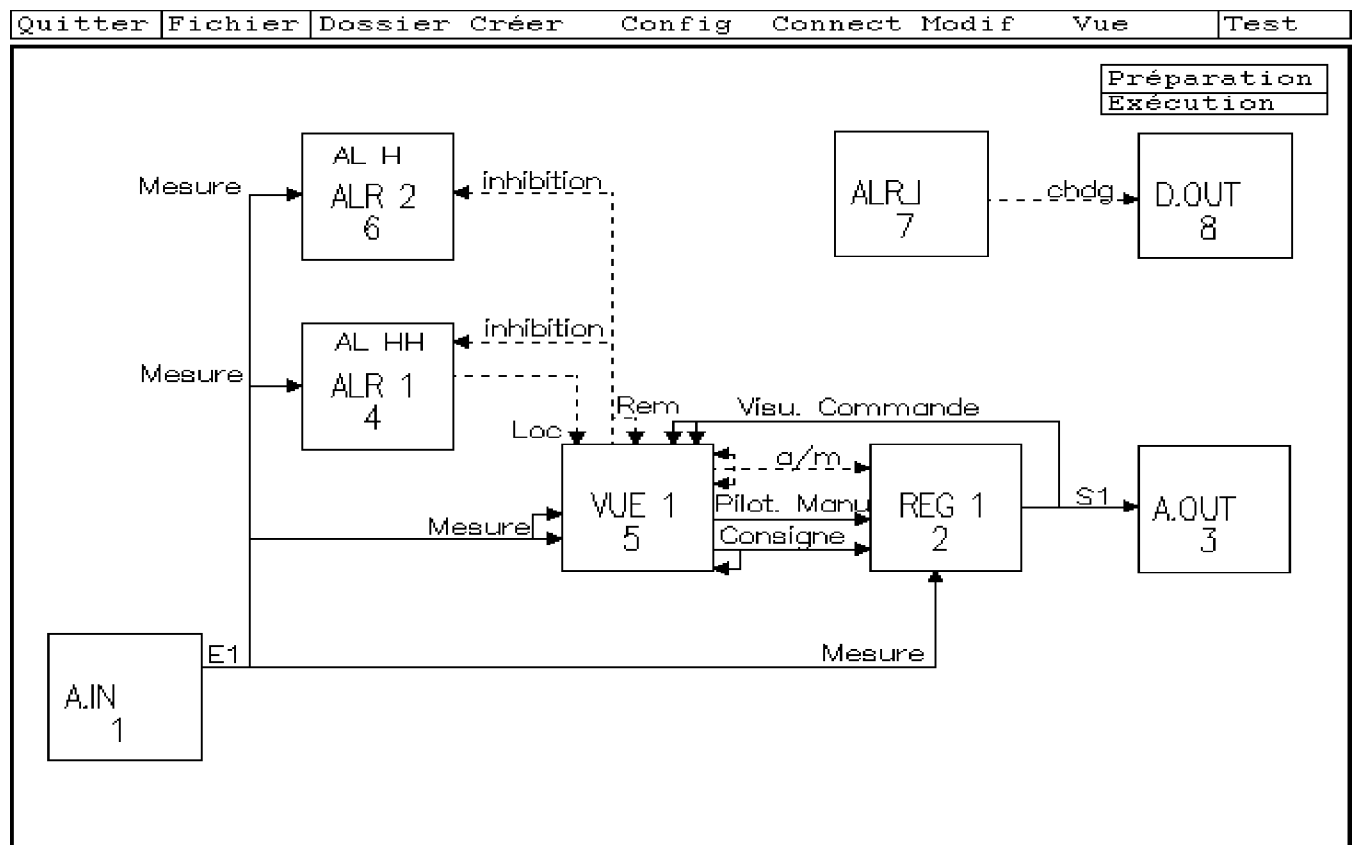 Quitter Fichier Dossier Créer Config Connect Modif Vue Test
Préparation
Exécution
AL H
ALR 2
6
Mesure
inhibition
ALR_I
7
chdg
D.OUT
8
AL HH
ALR 1
4
Mesure
inhibition
Loc
Rem
Visu. Commande
a/m
VUE 1
5
Pilot. Manu
Consigne
REG 1
2
S1
A.OUT
3
Mesure
E1
Mesure
A.IN
1